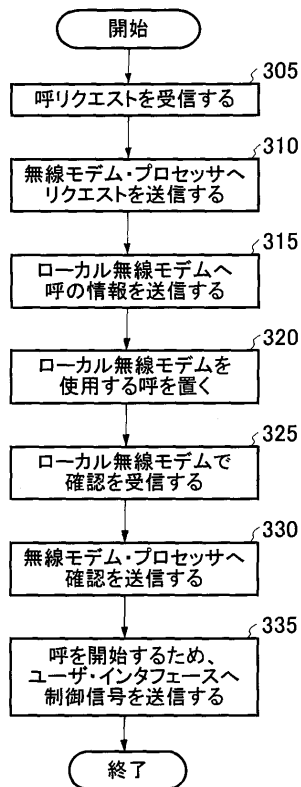 開始
305
呼リクエストを受信する
310
無線モデム・プロセッサへ
リクエストを送信する
315
ローカル無線モデムへ
呼の情報を送信する
320
ローカル無線モデムを
使用する呼を置く
325
ローカル無線モデムで
確認を受信する
330
無線モデム・プロセッサへ
確認を送信する
335
呼を開始するため、
ユーザ・インタフェースへ
制御信号を送信する
終了